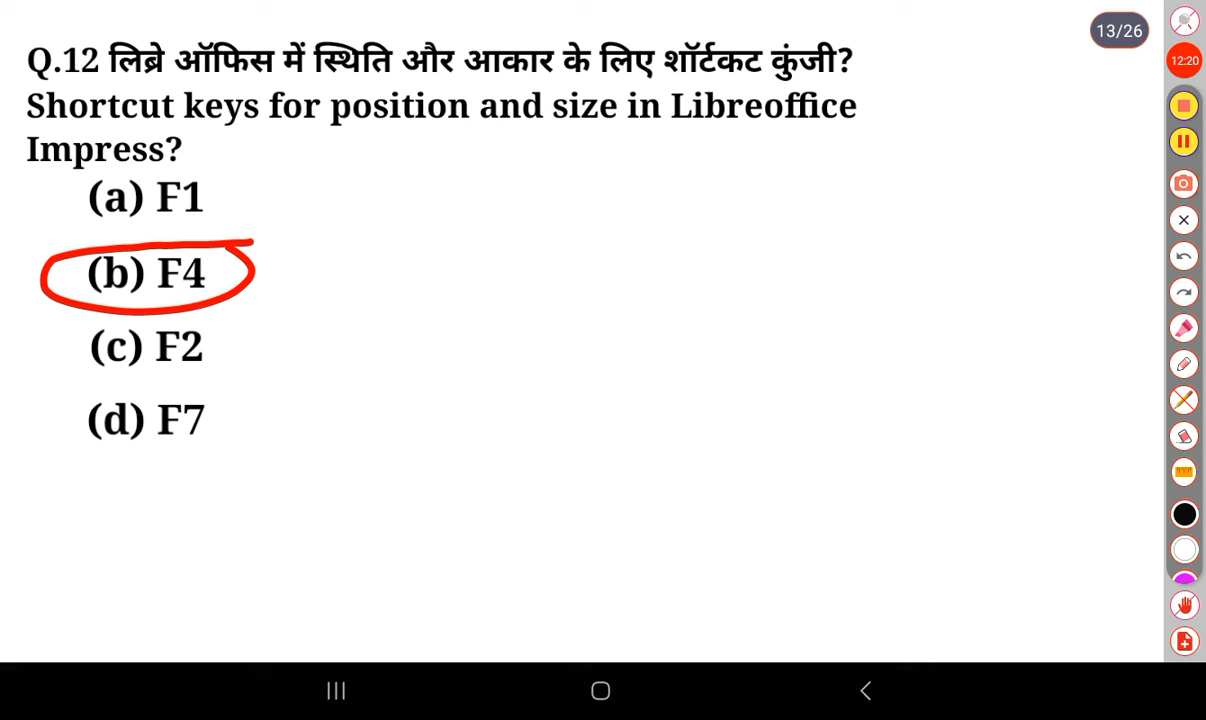 13/26
12:20
Q.12 लिब्रे ऑफिस में स्थिति और आकार के लिए शॉर्टकट कुंजी?
Shortcut keys for position and size in Libreoffice
Impress?
(a) F1
(b) F4
(c) F2
(d) F7